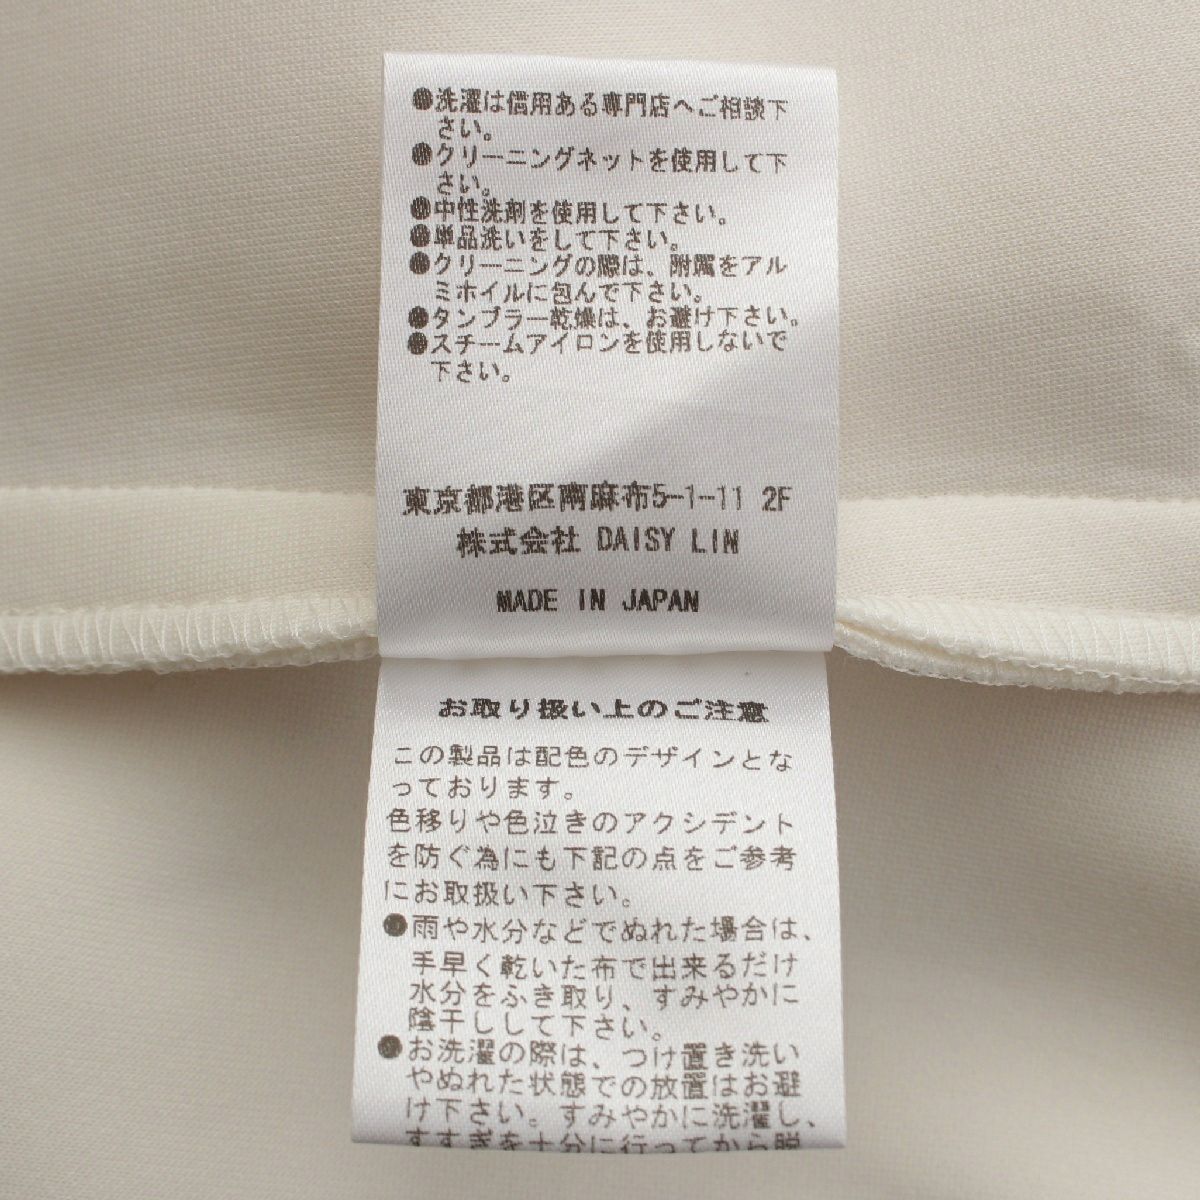 ●洗濯は信用ある専門店へご相談下
さい。
●クリーニングネットを使用して下
さい。
●中性洗剤を使用して下さい。
●単品洗いをして下さい。
●クリーニングの際は、附属をアル
ミホイルに包んで下さい。
●タンブラー乾燥は、お避け下さい。
●スチームアイロンを使用しないで
下さい。
東京都港区南麻布5-1-11 2F
株式会社 DAISY LIN
MADE IN JAPAN
お取り扱い上のご注意
この製品は配色のデザインとな
っております。
色移りや色泣きのアクシデント
を防ぐ為にも下記の点をご参考
にお取扱い下さい。
●雨や水分などでぬれた場合は、
手早く乾いた布で出来るだけ
水分をふき取り、すみやかに
陰干しして下さい。
●お洗濯の際は、つけ置き洗い
やぬれた状態での放置はお避
け下さい。すみやかに洗濯し、
すすぎを十分に行ってから脱